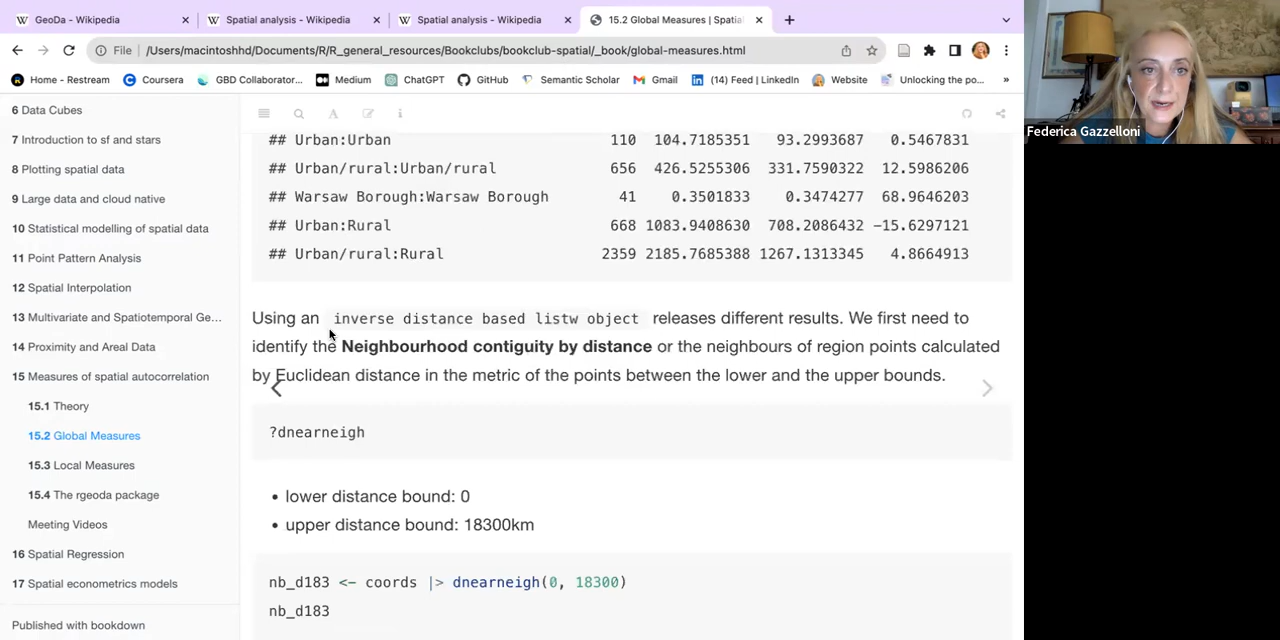 GeoDa - Wikipedia
Spatial analysis - Wikipedia
Spatial analysis - Wikipedia
15.2 Global Measures | Spatial
File
/Users/macintoshhd/Documents/R/R_general_resources/Bookclubs/bookclub-spatial/_book/global-measures.html
Home - Restream
Coursera
GBD Collaborator...
Medium
ChatGPT
GitHub
Semantic Scholar
Gmail
(14) Feed | LinkedIn
Website
Unlocking the po...
»
Federica Gazzelloni
6 Data Cubes
7 Introduction to sf and stars
8 Plotting spatial data
9 Large data and cloud native
10 Statistical modelling of spatial data
11 Point Pattern Analysis
12 Spatial Interpolation
13 Multivariate and Spatiotemporal Ge...
14 Proximity and Areal Data
15 Measures of spatial autocorrelation
15.1 Theory
15.2 Global Measures
15.3 Local Measures
15.4 The rgeoda package
Meeting Videos
16 Spatial Regression
17 Spatial econometrics models
Published with bookdown
## Urban:Urban 110 104.7185351 93.2993687 0.5467831
## Urban/rural:Urban/rural 656 426.5255306 331.7590322 12.5986206
## Warsaw Borough:Warsaw Borough 41 0.3501833 0.3474277 68.9646203
## Urban:Rural 668 1083.9408630 708.2086432 −15.6297121
## Urban/rural:Rural 2359 2185.7685388 1267.1313345 4.8664913
Using an inverse distance based listw object releases different results. We first need to
identify the Neighbourhood contiguity by distance or the neighbours of region points calculated
by Euclidean distance in the metric of the points between the lower and the upper bounds.
?dnearneigh
• lower distance bound: 0
• upper distance bound: 18300km
nb_d183 <- coords |> dnearneigh(0, 18300)
nb_d183